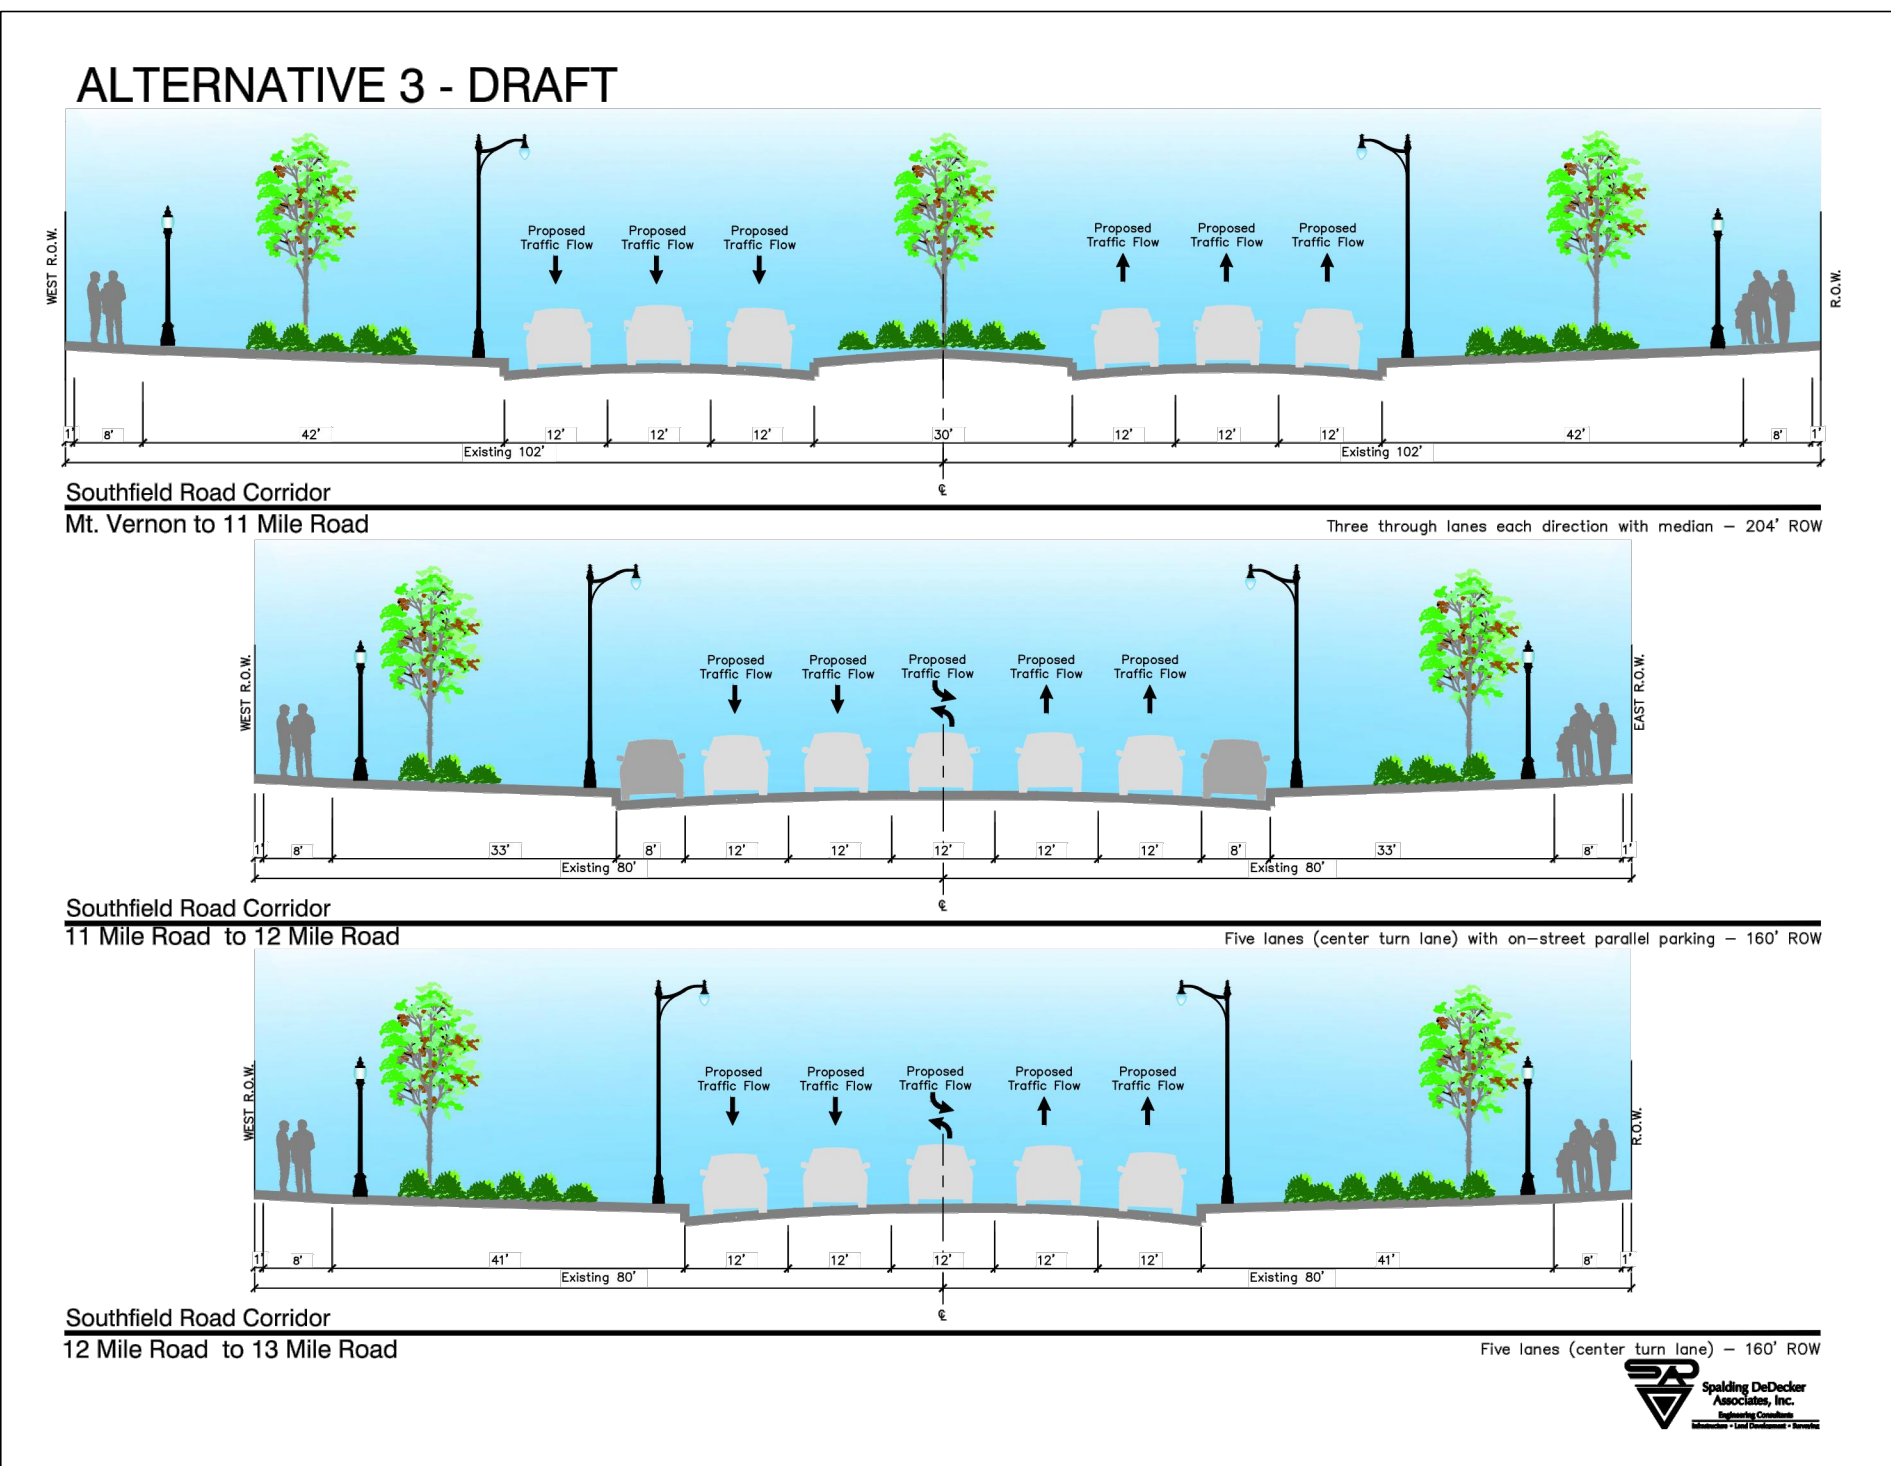 ALTERNATIVE 3 - DRAFT
WEST R.O.W.
Proposed
Traffic Flow
Proposed
Traffic Flow
Proposed
Traffic Flow
Proposed
Traffic Flow
Proposed
Traffic Flow
Proposed
Traffic Flow
R.O.W.
1' 8' 42' 12' 12' 12' 30' 12' 12' 12' 42' 8' 1'
Existing 102' Existing 102'
℄
Southfield Road Corridor
Mt. Vernon to 11 Mile Road
Three through lanes each direction with median – 204' ROW
WEST R.O.W.
Proposed
Traffic Flow
Proposed
Traffic Flow
Proposed
Traffic Flow
Proposed
Traffic Flow
Proposed
Traffic Flow
EAST R.O.W.
1' 8' 33' 8' 12' 12' 12' 12' 12' 8' 33' 8' 1'
Existing 80' Existing 80'
℄
Southfield Road Corridor
11 Mile Road to 12 Mile Road
Five lanes (center turn lane) with on-street parallel parking – 160' ROW
WEST R.O.W.
Proposed
Traffic Flow
Proposed
Traffic Flow
Proposed
Traffic Flow
Proposed
Traffic Flow
Proposed
Traffic Flow
R.O.W.
1' 8' 41' 12' 12' 12' 12' 12' 41' 8' 1'
Existing 80' Existing 80'
℄
Southfield Road Corridor
12 Mile Road to 13 Mile Road
Five lanes (center turn lane) – 160' ROW
Spalding DeDecker
Associates, Inc.
Engineering Consultants
Infrastructure • Land Development • Surveying